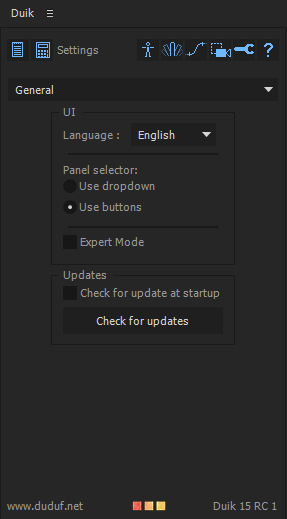 Duik
Settings
?
General
UI
Language : English
Panel selector:
Use dropdown
Use buttons
Expert Mode
Updates
Check for update at startup
Check for updates
www.duduf.net Duik 15 RC 1